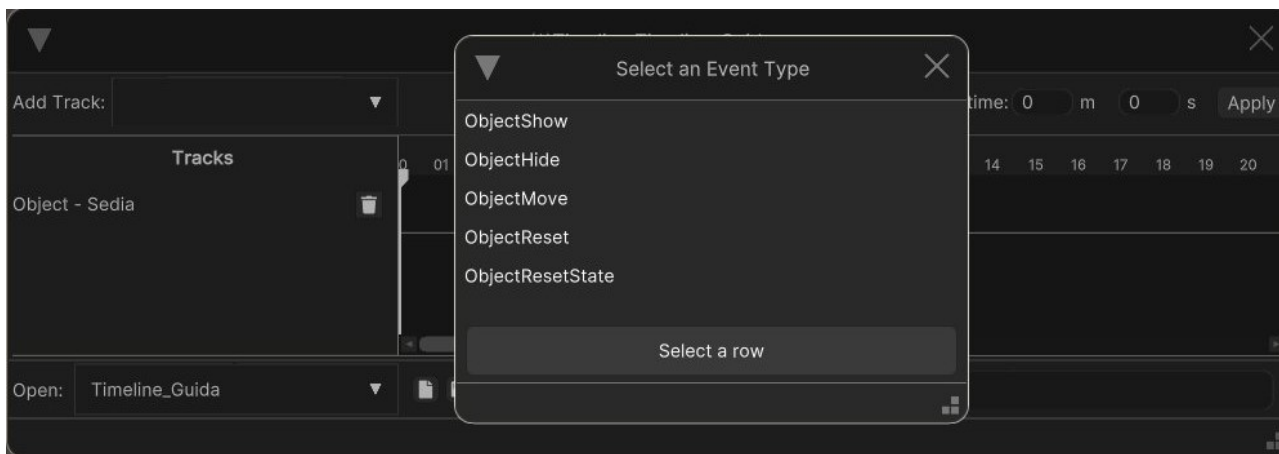 Select an Event Type
Add Track:
time: 0 m 0 s Apply
ObjectShow
ObjectHide
ObjectMove
ObjectReset
ObjectResetState
Select a row
Tracks
0 01 14 15 16 17 18 19 20
Object - Sedia
Open: Timeline_Guida